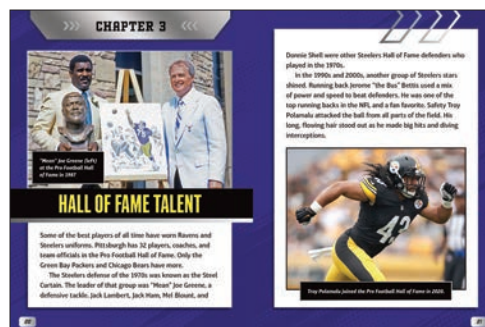 CHAPTER 3
"Mean" Joe Greene (left)
at the Pro Football Hall
of Fame in 1987
HALL OF FAME TALENT
Some of the best players of all time have worn Ravens and
Steelers uniforms. Pittsburgh has 32 players, coaches, and
team officials in the Pro Football Hall of Fame. Only the
Green Bay Packers and Chicago Bears have more.
The Steelers defense of the 1970s was known as the Steel
Curtain. The leader of that group was "Mean" Joe Greene, a
defensive tackle. Jack Lambert, Jack Ham, Mel Blount, and
Donnie Shell were other Steelers Hall of Fame defenders who
played in the 1970s.
In the 1990s and 2000s, another group of Steelers stars
shined. Running back Jerome "the Bus" Bettis used a mix
of power and speed to beat defenders. He was one of the
top running backs in the NFL and a fan favorite. Safety Troy
Polamalu attacked the ball from all parts of the field. His
long, flowing hair stood out as he made big hits and diving
interceptions.
43
Troy Polamalu joined the Pro Football Hall of Fame in 2020.